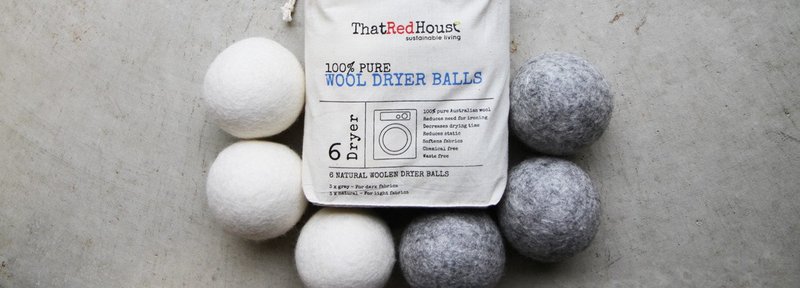 ThatRedHouse
sustainable living
100% PURE
WOOL DRYER BALLS
6 Dryer
100% pure Australian wool
Reduces need for ironing
Decreases drying time
Reduces static
Softens fabrics
Chemical free
Waste free
6 NATURAL WOOLEN DRYER BALLS
3 x grey - For dark fabrics
3 x natural - For light fabrics